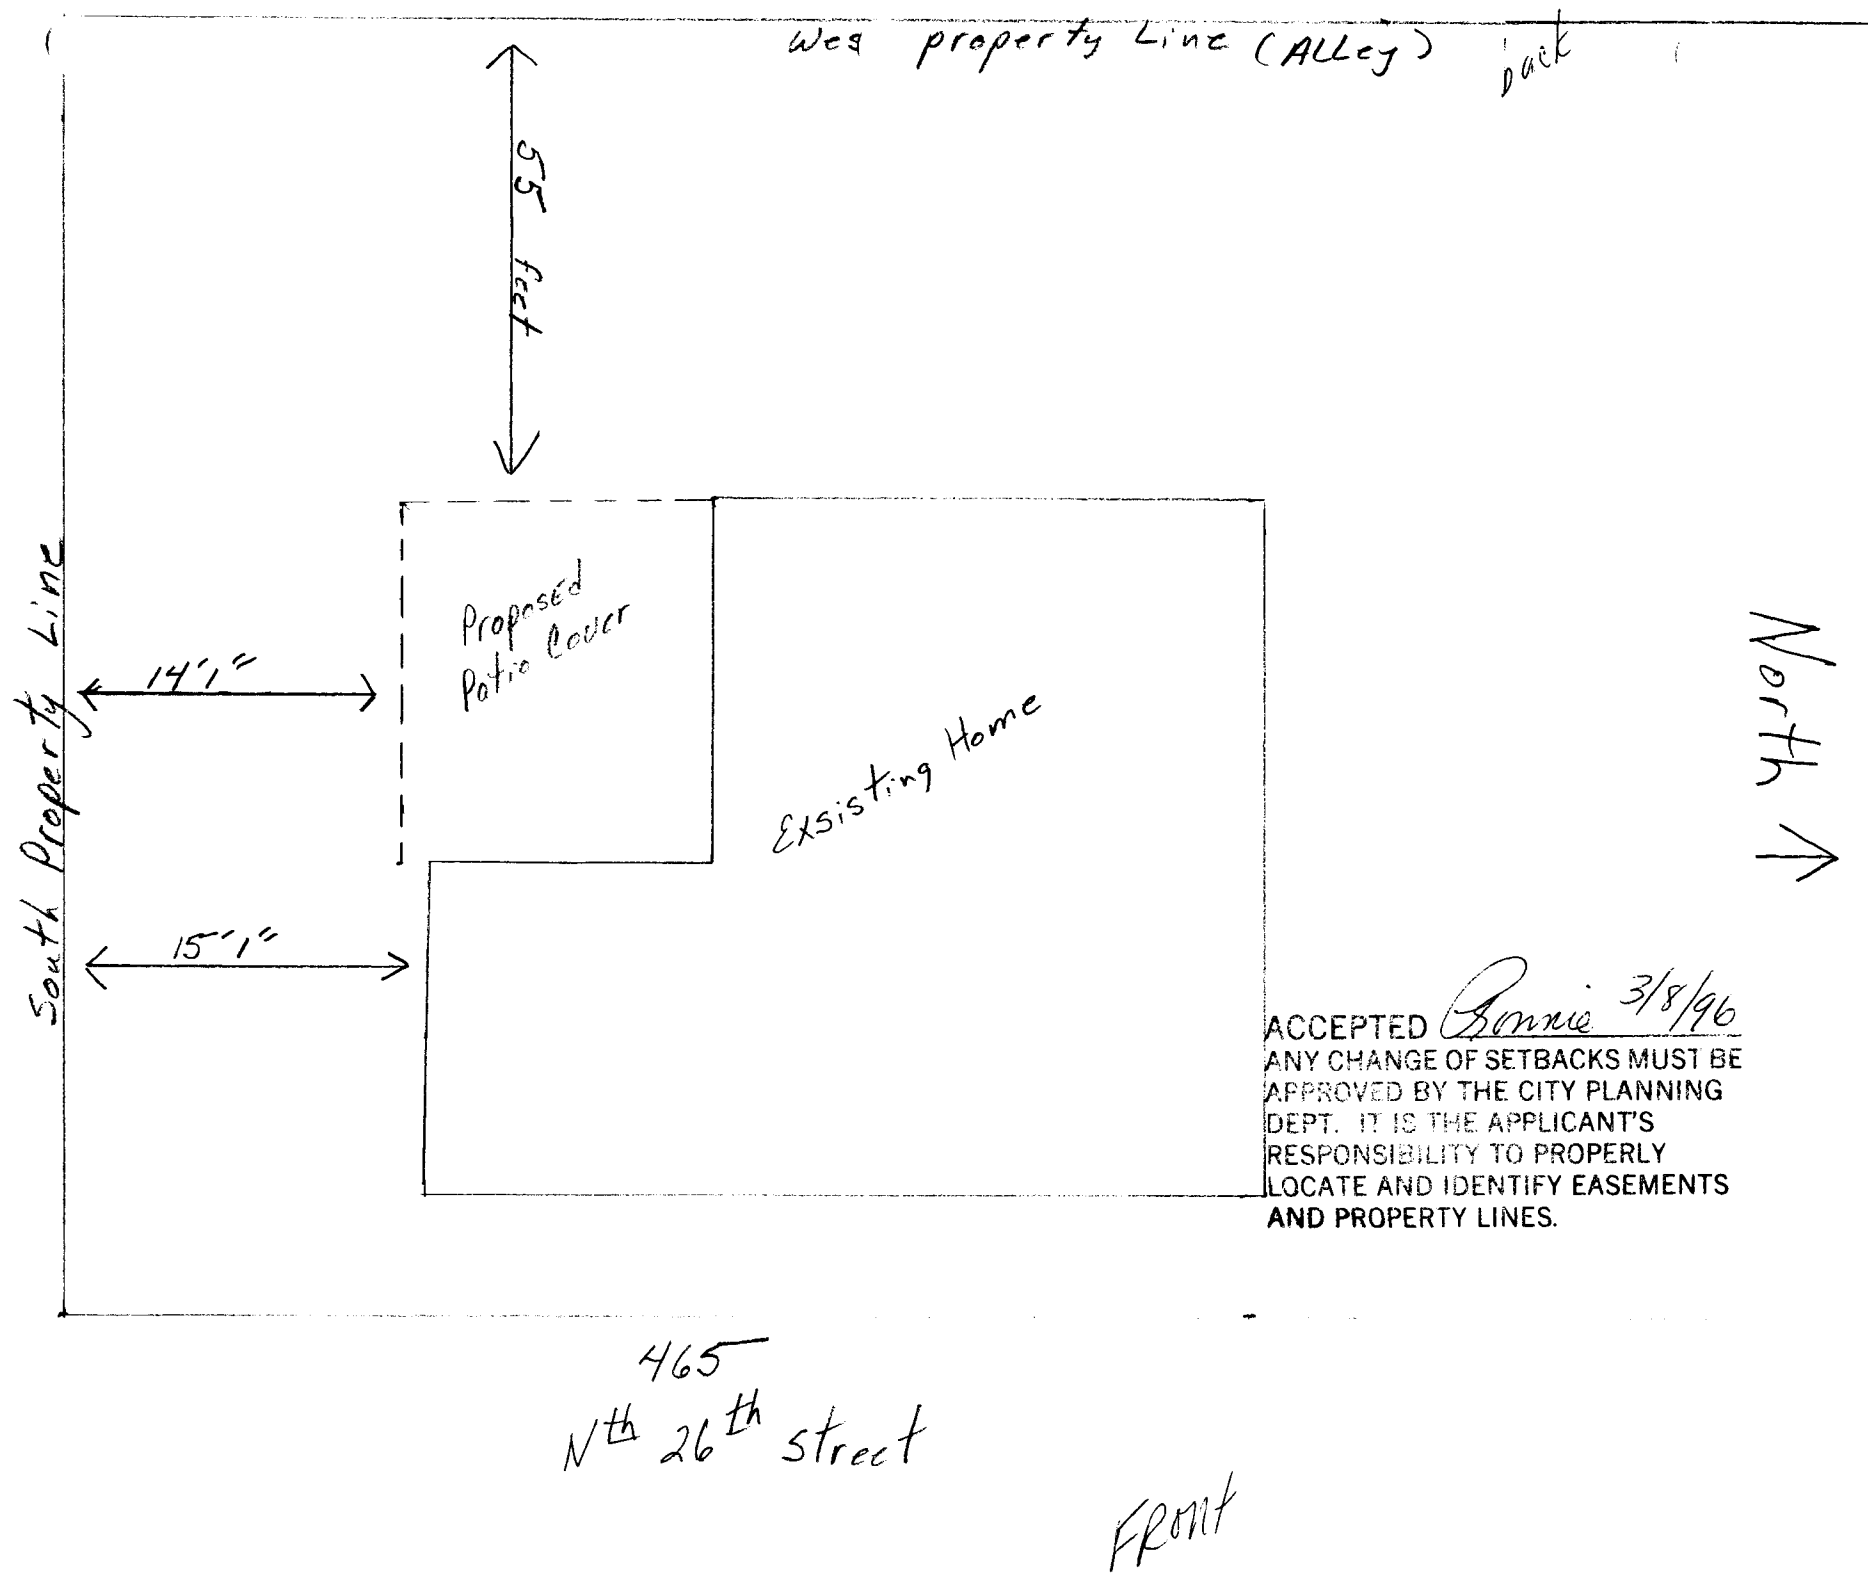 Wes property Line (ALLey)
back
55 feet
South Property Line
Proposed
Patio Cover
14'1"
Exsisting Home
North
15'1"
ACCEPTED Ronnie 3/8/96
ANY CHANGE OF SETBACKS MUST BE
APPROVED BY THE CITY PLANNING
DEPT. IT IS THE APPLICANT'S
RESPONSIBILITY TO PROPERLY
LOCATE AND IDENTIFY EASEMENTS
AND PROPERTY LINES.
465
Nth 26th street
FRONT